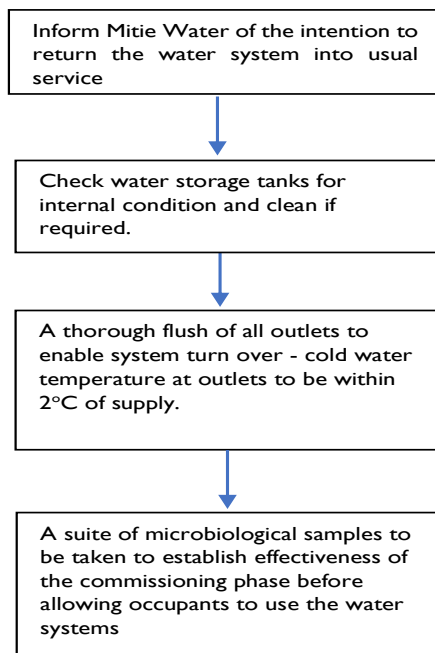 Inform Mitie Water of the intention to
return the water system into usual
service
Check water storage tanks for
internal condition and clean if
required.
A thorough flush of all outlets to
enable system turn over - cold water
temperature at outlets to be within
2°C of supply.
A suite of microbiological samples to
be taken to establish effectiveness of
the commissioning phase before
allowing occupants to use the water
systems